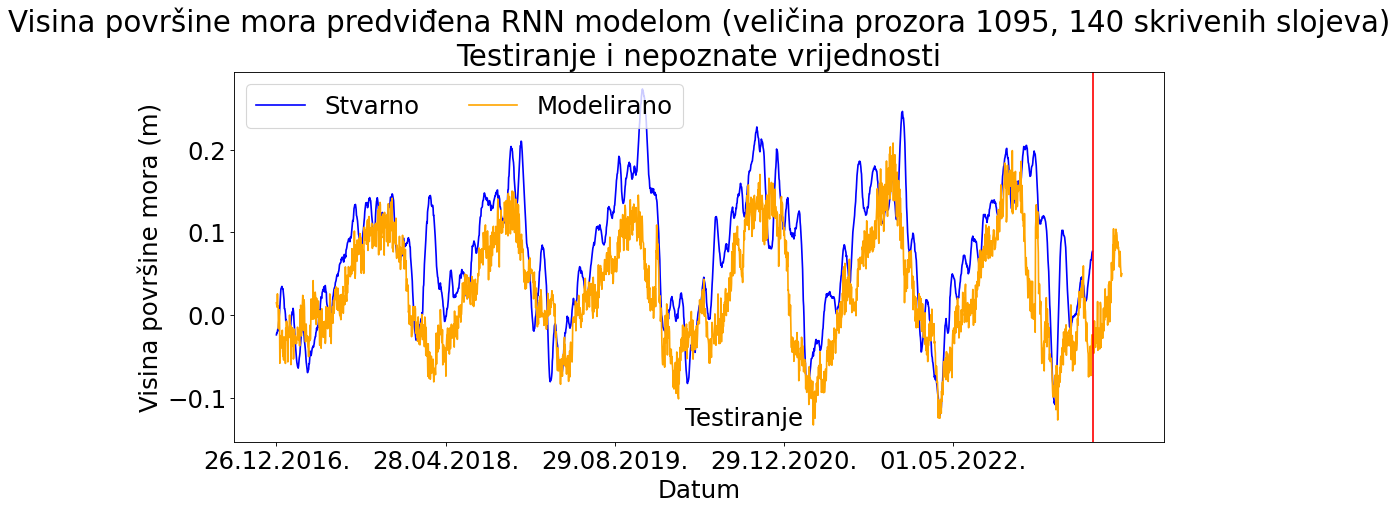 Visina površine mora predviđena RNN modelom (veličina prozora 1095, 140 skrivenih slojeva)
Testiranje i nepoznate vrijednosti
Stvarno
Modelirano
Visina površine mora (m)
0.2
0.1
0.0
−0.1
Testiranje
26.12.2016.
28.04.2018.
29.08.2019.
29.12.2020.
01.05.2022.
Datum